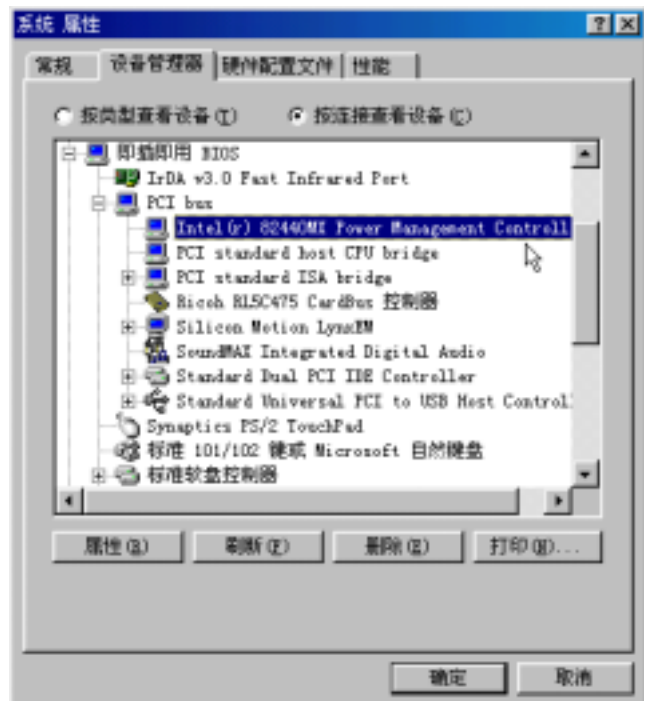 系统 属性
常规 设备管理器 硬件配置文件 性能
按类型查看设备(T) 按连接查看设备(C)
即插即用 BIOS
IrDA v3.0 Fast Infrared Port
PCI bus
Intel(r) 82440MX Power Management Controll
PCI standard host CPU bridge
PCI standard ISA bridge
Ricoh RL5C475 CardBus 控制器
Silicon Motion LynxEM
SoundMAX Integrated Digital Audio
Standard Dual PCI IDE Controller
Standard Universal PCI to USB Host Control
Synaptics PS/2 TouchPad
标准 101/102 键或 Microsoft 自然键盘
标准软盘控制器
属性(R) 刷新(F) 删除(E) 打印(N)...
确定 取消